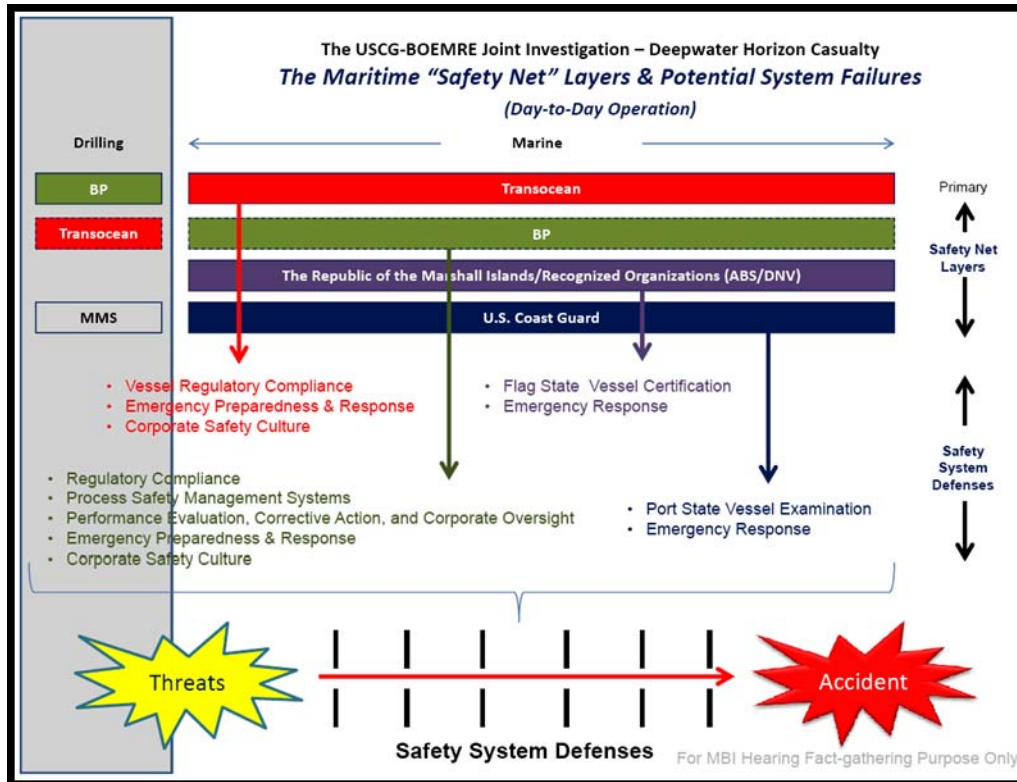 The USCG-BOEMRE Joint Investigation – Deepwater Horizon Casualty
The Maritime "Safety Net" Layers & Potential System Failures
(Day-to-Day Operation)
Drilling
Marine
BP
Transocean
Primary
Transocean
BP
Safety Net
Layers
The Republic of the Marshall Islands/Recognized Organizations (ABS/DNV)
MMS
U.S. Coast Guard
• Vessel Regulatory Compliance
• Emergency Preparedness & Response
• Corporate Safety Culture
• Flag State Vessel Certification
• Emergency Response
• Regulatory Compliance
• Process Safety Management Systems
• Performance Evaluation, Corrective Action, and Corporate Oversight
• Emergency Preparedness & Response
• Corporate Safety Culture
• Port State Vessel Examination
• Emergency Response
Safety
System
Defenses
Threats
Accident
Safety System Defenses
For MBI Hearing Fact-gathering Purpose Only